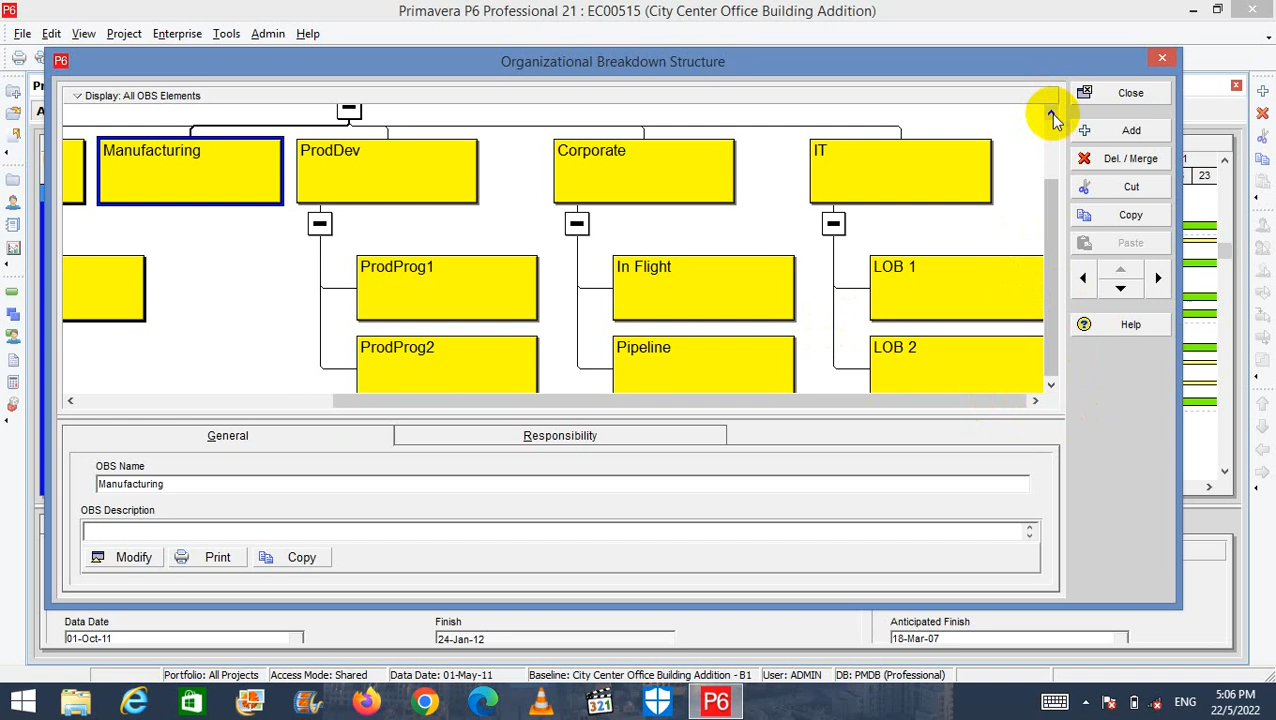 Primavera P6 Professional 21 : EC00515 (City Center Office Building Addition)
File Edit View Project Enterprise Tools Admin Help
P6 Organizational Breakdown Structure
Display: All OBS Elements
Close
Manufacturing ProdDev Corporate IT
Add
Del. / Merge
23
Cut
Copy
Paste
ProdProg1 In Flight LOB 1
ProdProg2 Pipeline LOB 2
Help
General Responsibility
OBS Name
Manufacturing
OBS Description
Modify Print Copy
Data Date Finish Anticipated Finish
01-Oct-11 24-Jan-12 18-Mar-07
Portfolio: All Projects Access Mode: Shared Data Date: 01-May-11 Baseline: City Center Office Building Addition - B1 User: ADMIN DB: PMDB (Professional)
321 P6 ENG 5:06 PM
22/5/2022